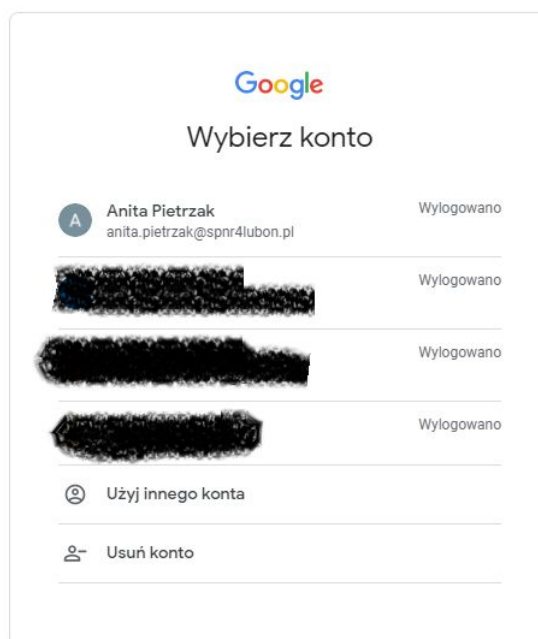 Google
Wybierz konto
Anita Pietrzak
Wylogowano
anita.pietrzak@spnr4lubon.pl
Wylogowano
Wylogowano
Wylogowano
Użyj innego konta
Usuń konto